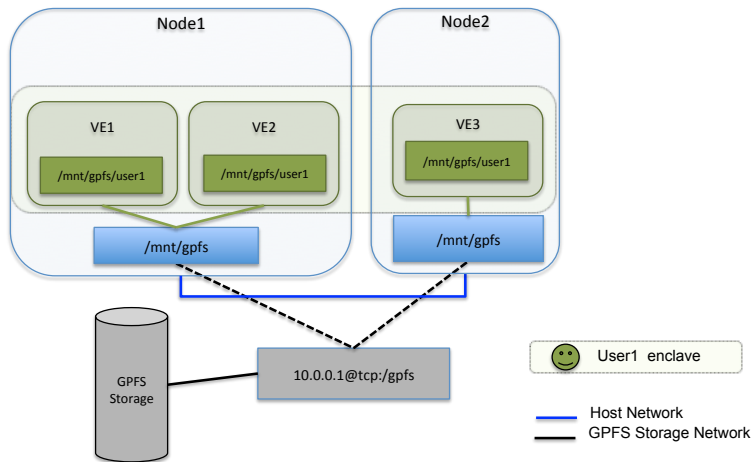 Node1
Node2
VE1
VE2
VE3
/mnt/gpfs/user1
/mnt/gpfs/user1
/mnt/gpfs/user1
/mnt/gpfs
/mnt/gpfs
GPFS
Storage
10.0.0.1@tcp:/gpfs
User1 enclave
Host Network
GPFS Storage Network